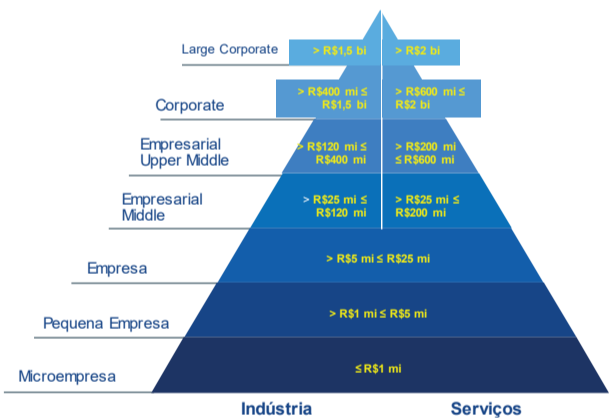 Large Corporate
> R$1,5 bi
> R$2 bi
Corporate
> R$400 mi ≤
R$1,5 bi
> R$600 mi ≤
R$2 bi
Empresarial
Upper Middle
> R$120 mi ≤
R$400 mi
> R$200
≤ R$600 mi
Empresarial
Middle
> R$25 mi ≤
R$120 mi
> R$25 mi ≤
R$200 mi
Empresa
> R$5 mi ≤ R$25 mi
Pequena Empresa
> R$1 mi ≤ R$5 mi
Microempresa
≤ R$1 mi
Indústria
Serviços